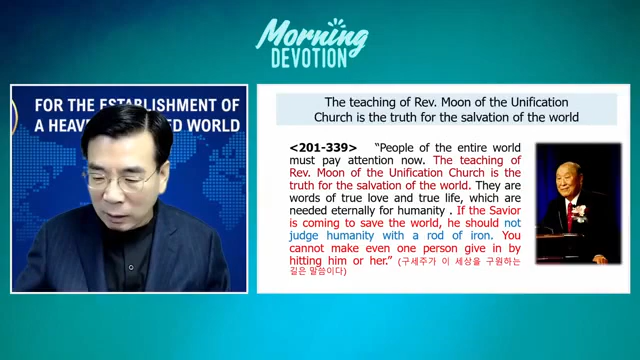 Morning
DEVOTION
FOR THE ESTABLISHMENT OF
A HEAVE ED WORLD
The teaching of Rev. Moon of the Unification
Church is the truth for the salvation of the world
<201-339> "People of the entire world
must pay attention now. The teaching of
Rev. Moon of the Unification Church is the
truth for the salvation of the world. They are
words of true love and true life, which are
needed eternally for humanity . If the Savior
is coming to save the world, he should not
judge humanity with a rod of iron. You
cannot make even one person give in by
hitting him or her." (구세주가 이 세상을 구원하는
길은 말씀이다)